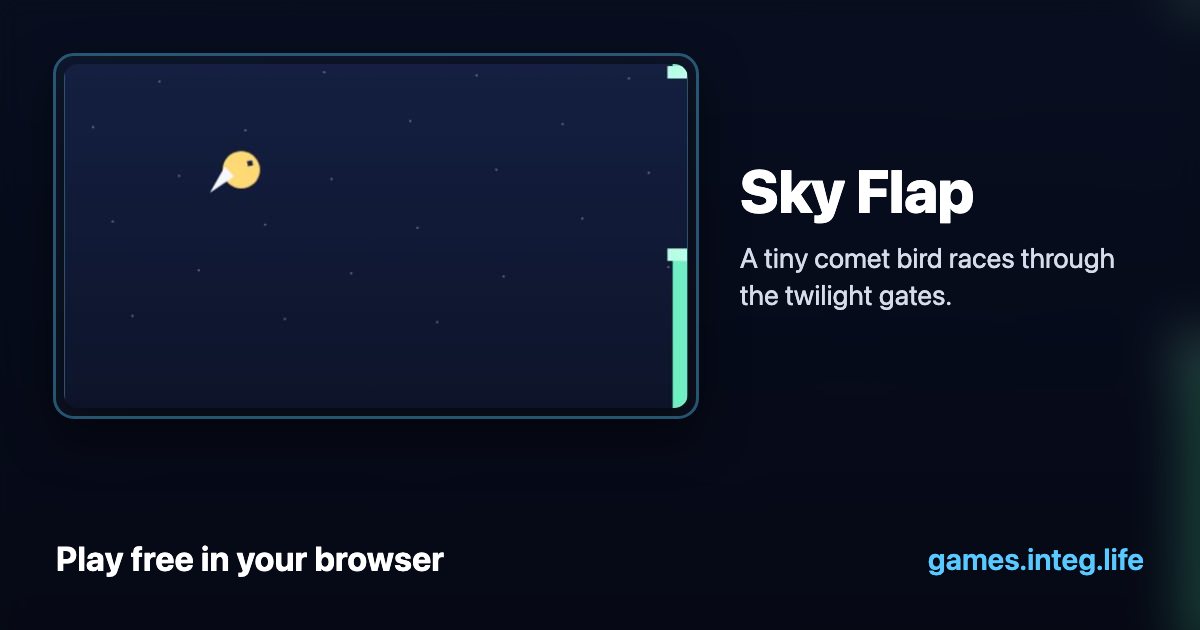 Sky Flap
A tiny comet bird races through
the twilight gates.
Play free in your browser
games.integ.life